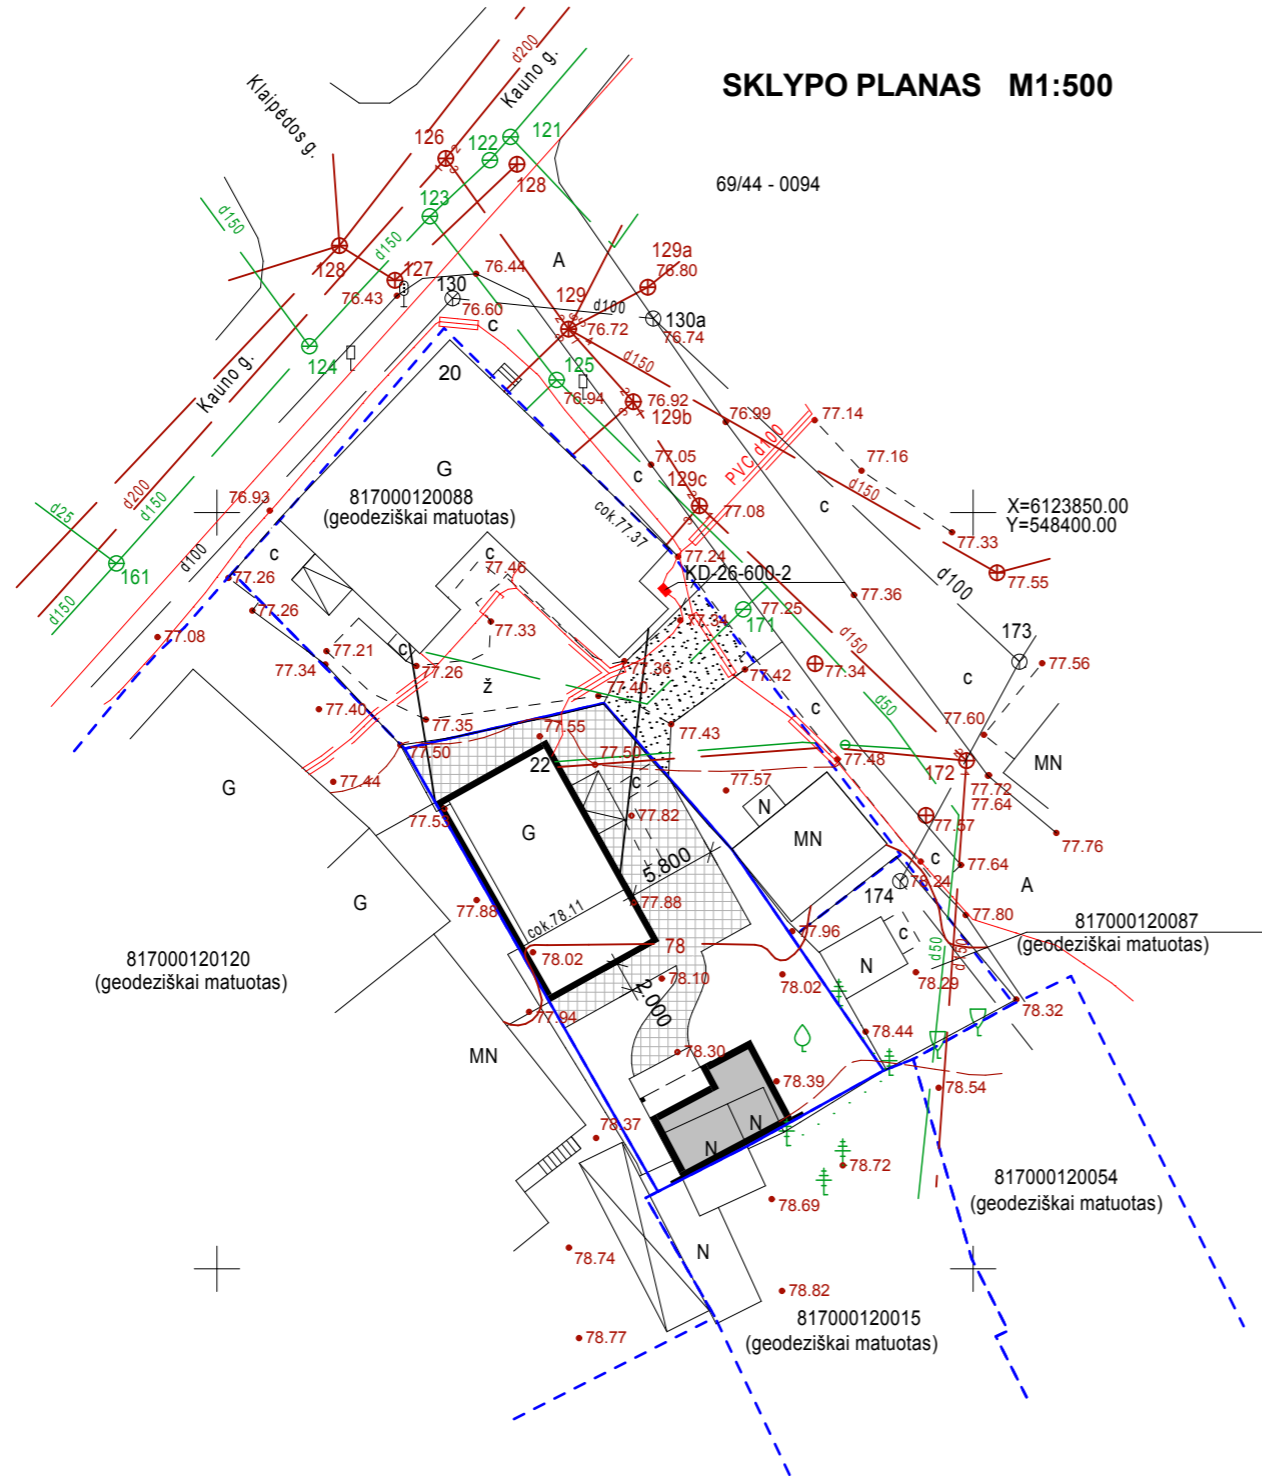 SKLYPO PLANAS M1:500
69/44 - 0094
Klaipėdos g.
Kauno g.
d200
126
122
121
128
123
d150
d150
128
127
76.43
130
76.44
76.60
A
129a
76.80
129
76.72
d100
130a
76.74
c
124
Kauno g.
20
125
76.94
76.92
129b
d150
76.99
77.14
77.16
77.05
129c
77.08
PVC d100
c
c
d150
X=6123850.00
Y=548400.00
77.33
77.55
G
817000120088
(geodeziškai matuotas)
cok.77.37
76.93
d200
d150
d25
d100
161
d150
c
c
77.46
77.24
KD-26-600-2
77.25
171
77.36
d100
173
77.56
77.26
77.26
77.08
77.21
77.34
77.33
77.34
77.36
77.42
77.34
d150
c
c
77.26
ž
77.40
77.40
77.35
77.43
c
d50
77.60
77.50
77.55
77.50
77.48
172
MN
77.72
77.64
77.44
22
c
77.57
N
G
77.53
G
77.82
MN
77.57
77.76
5.800
77.64
c
A
78.24
174
G
77.88
cok.78.11
77.88
77.80
817000120087
(geodeziškai matuotas)
78
77.96
c
d50
d150
817000120120
(geodeziškai matuotas)
78.02
78.10
78.02
N
78.29
2.000
77.94
78.32
MN
78.44
78.30
78.39
78.54
78.37
N
N
78.72
817000120054
(geodeziškai matuotas)
78.69
N
78.74
78.82
817000120015
(geodeziškai matuotas)
78.77